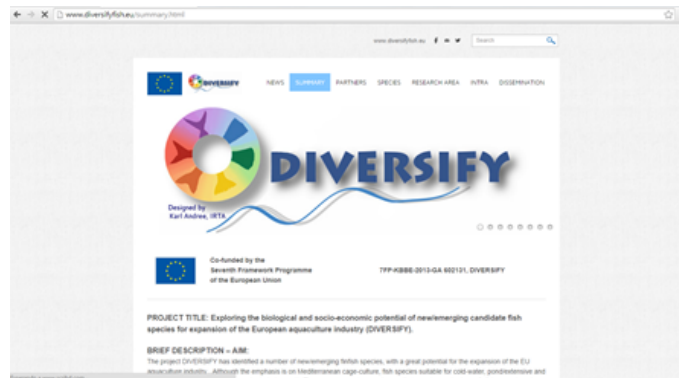 www.diversifyfish.eu/summary.html
www.diversifyfish.eu
Search
DIVERSIFY
NEWS SUMMARY PARTNERS SPECIES RESEARCH AREA INTRA DISSEMINATION
DIVERSIFY
Designed by
Karl Andree, IRTA
Co-funded by the
Seventh Framework Programme
of the European Union
7FP-KBBE-2013-GA 602131, DIVERSIFY
PROJECT TITLE: Exploring the biological and socio-economic potential of new/emerging candidate fish
species for expansion of the European aquaculture industry (DIVERSIFY).
BRIEF DESCRIPTION – AIM:
The project DIVERSIFY has identified a number of new/emerging finfish species, with a great potential for the expansion of the EU
aquaculture industry. Although the emphasis is on Mediterranean cage-culture, fish species suitable for cold-water, pond/extensive and